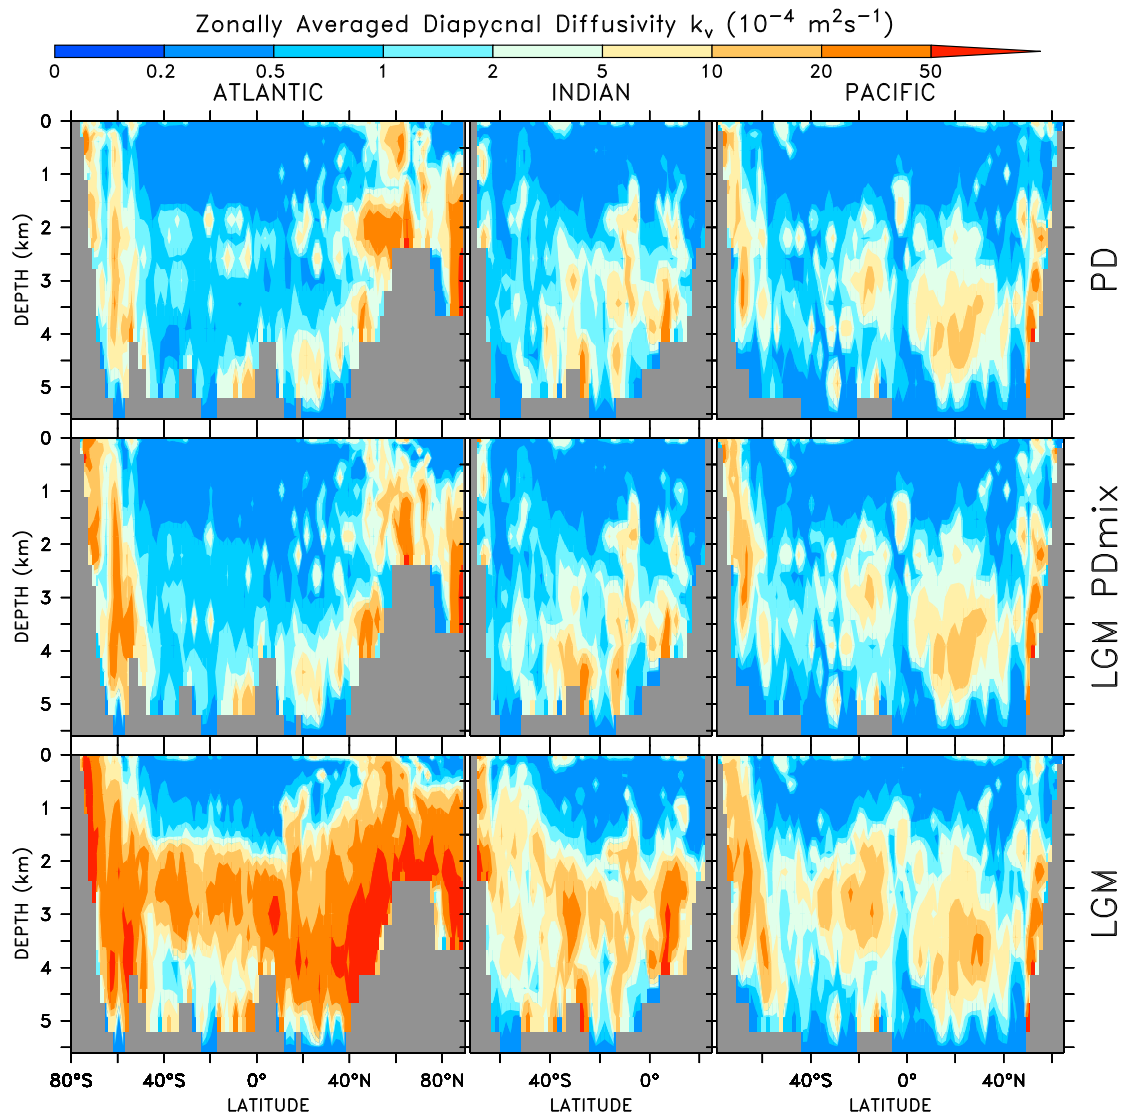 Zonally Averaged Diapycnal Diffusivity k_v (10⁻⁴ m²s⁻¹)
0 0.2 0.5 1 2 5 10 20 50
ATLANTIC INDIAN PACIFIC
0
1
2
3
4
5
DEPTH (km)
PD
0
1
2
3
4
5
DEPTH (km)
LGM PDmix
0
1
2
3
4
5
DEPTH (km)
LGM
80°S 40°S 0° 40°N 80°N 40°S 0° 40°S 0° 40°N
LATITUDE LATITUDE LATITUDE